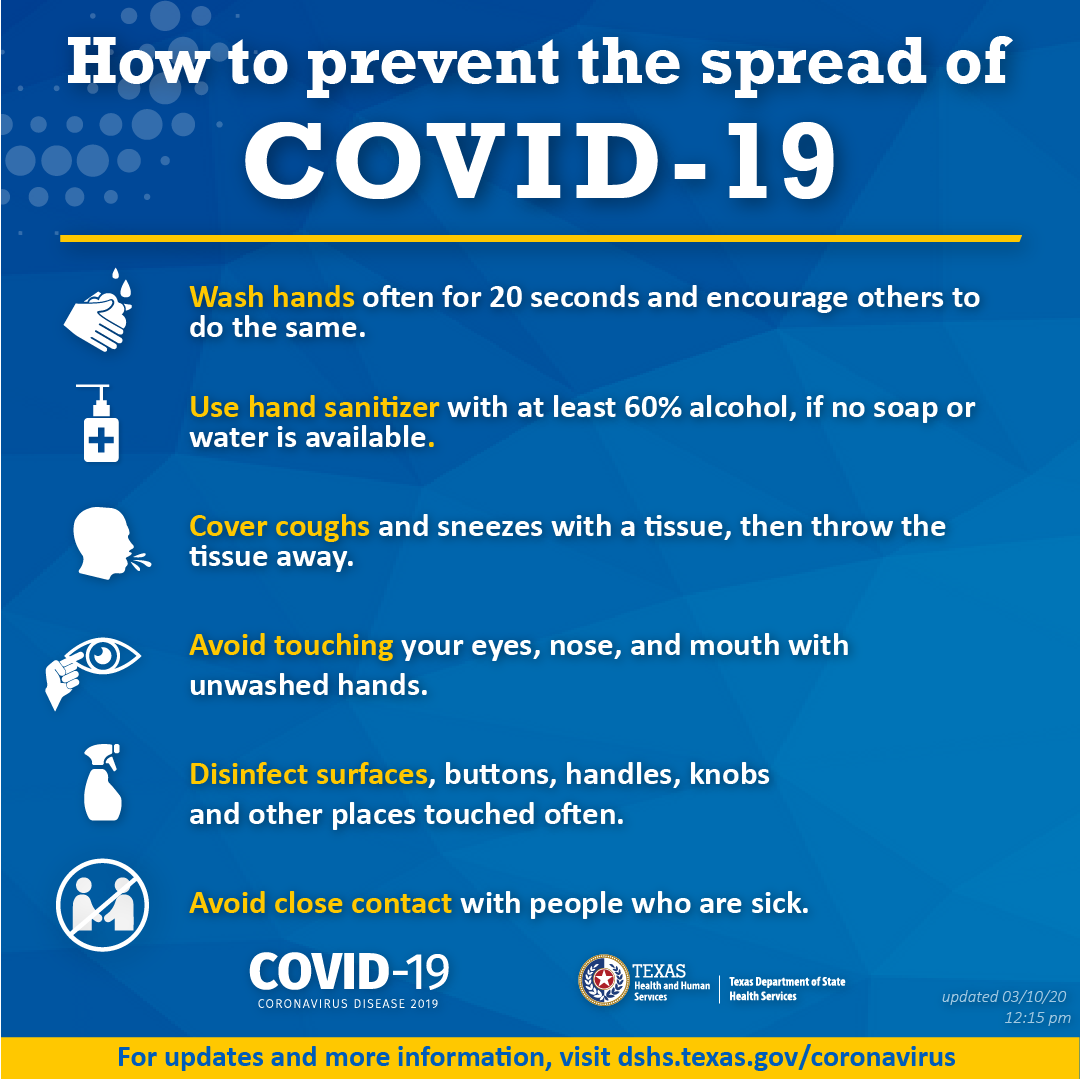 How to prevent the spread of
COVID-19
Wash hands often for 20 seconds and encourage others to
do the same.
Use hand sanitizer with at least 60% alcohol, if no soap or
water is available.
Cover coughs and sneezes with a tissue, then throw the
tissue away.
Avoid touching your eyes, nose, and mouth with
unwashed hands.
Disinfect surfaces, buttons, handles, knobs
and other places touched often.
Avoid close contact with people who are sick.
COVID-19
CORONAVIRUS DISEASE 2019
TEXAS
Health and Human
Services
Texas Department of State
Health Services
updated 03/10/20
12:15 pm
For updates and more information, visit dshs.texas.gov/coronavirus